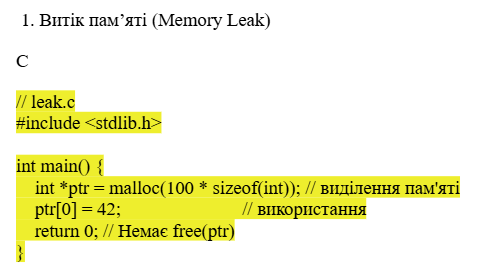 1. Витік пам’яті (Memory Leak)
C
// leak.c
#include <stdlib.h>
int main() {
int *ptr = malloc(100 * sizeof(int)); // виділення пам'яті
ptr[0] = 42; // використання
return 0; // Немає free(ptr)
}